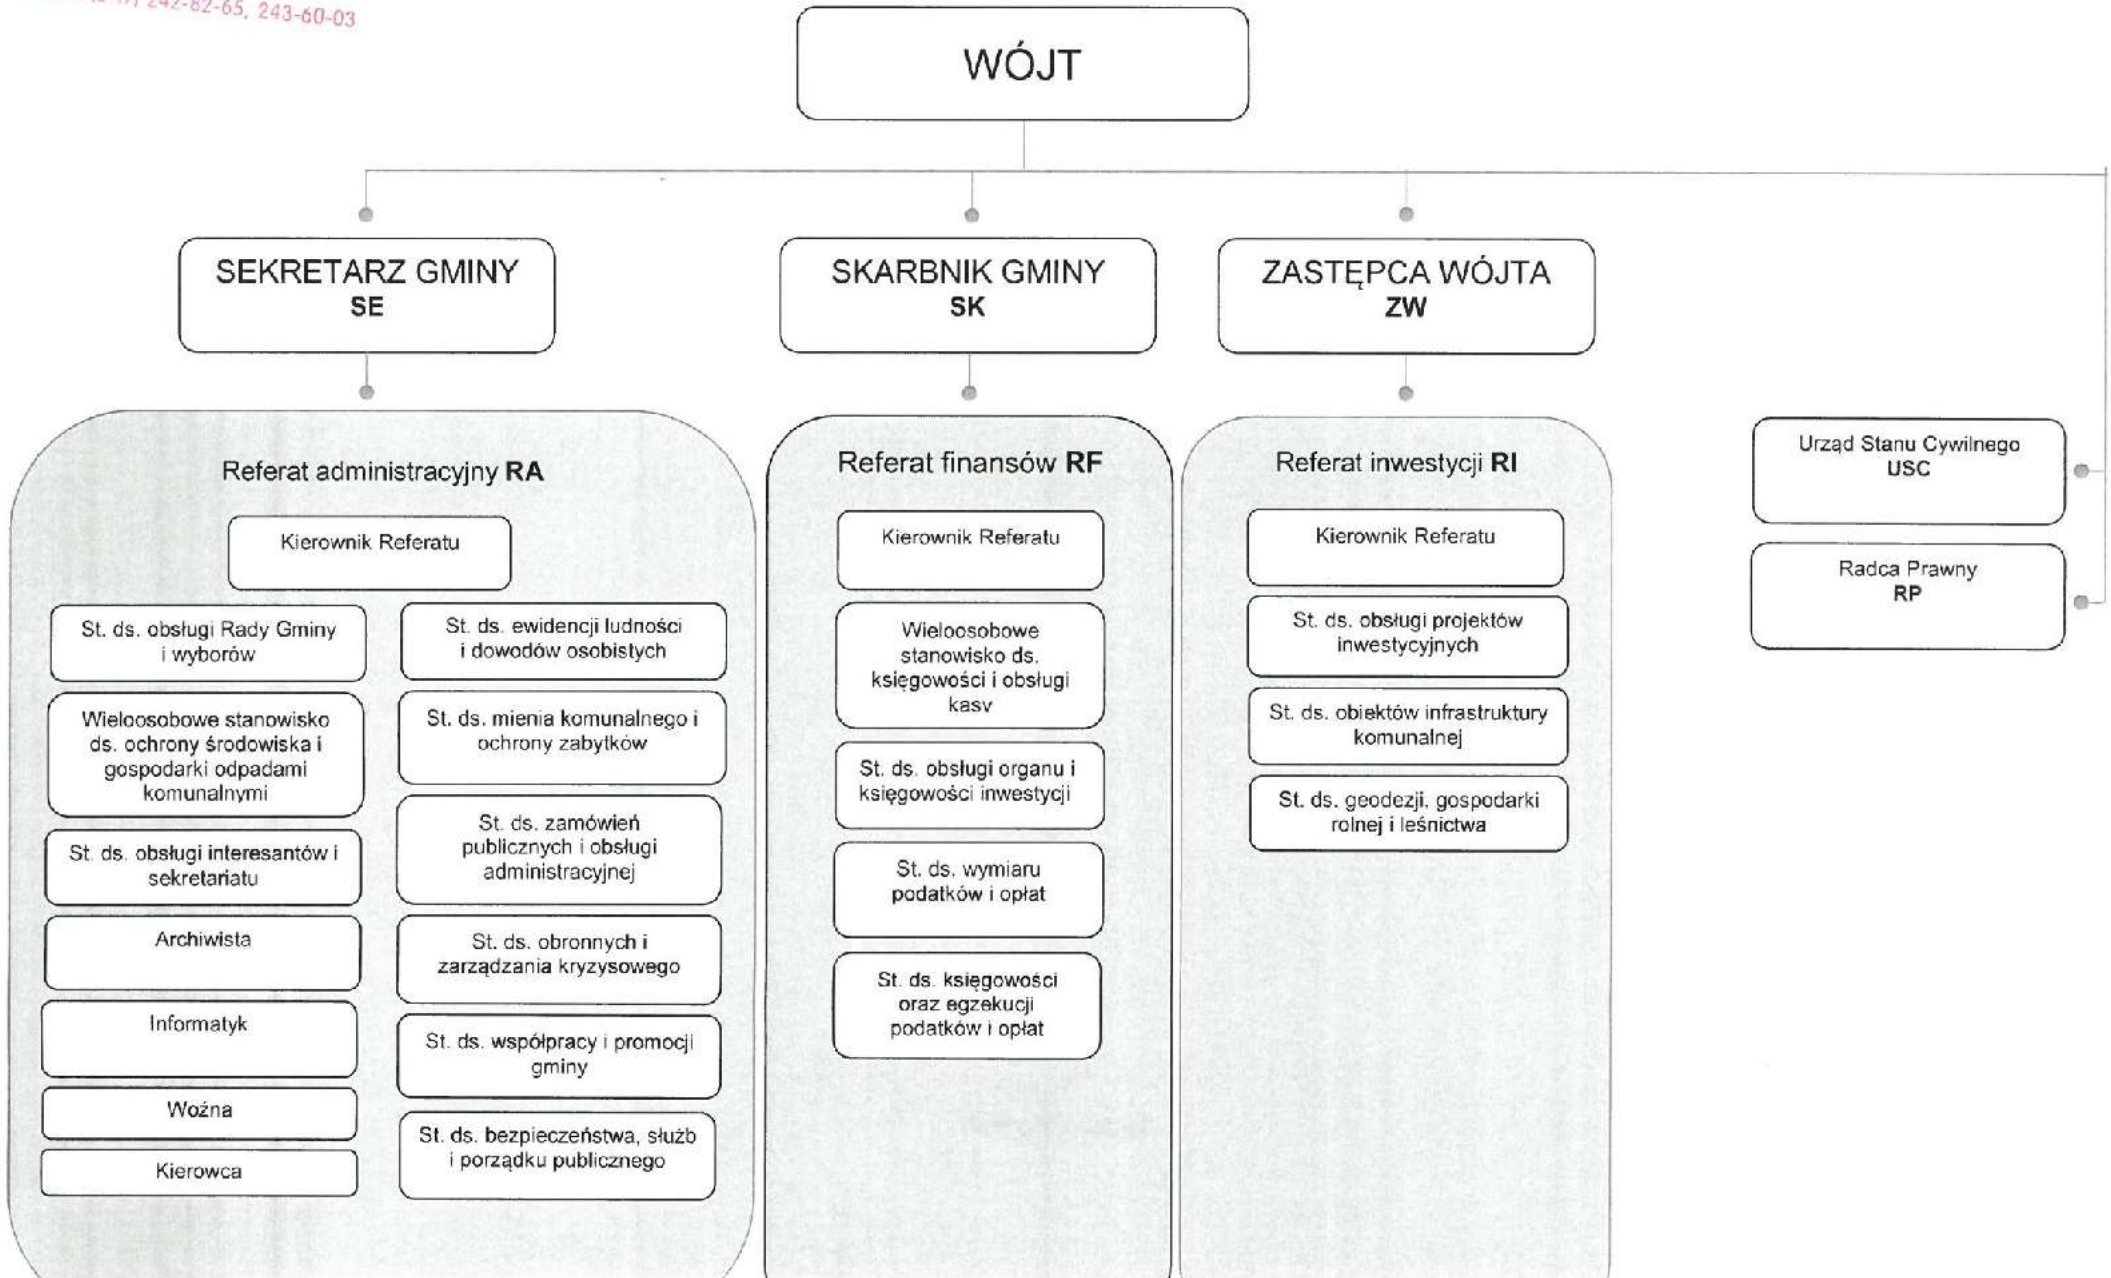 242-82-65, 243-60-03
WÓJT
SEKRETARZ GMINY
SE
SKARBNIK GMINY
SK
ZASTĘPCA WÓJTA
ZW
Referat administracyjny RA
Kierownik Referatu
St. ds. obsługi Rady Gminy
i wyborów
Wieloosobowe stanowisko
ds. ochrony środowiska i
gospodarki odpadami
komunalnymi
St. ds. obsługi interesantów i
sekretariatu
Archiwista
Informatyk
Woźna
Kierowca
St. ds. ewidencji ludności
i dowodów osobistych
St. ds. mienia komunalnego i
ochrony zabytków
St. ds. zamówień
publicznych i obsługi
administracyjnej
St. ds. obronnych i
zarządzania kryzysowego
St. ds. współpracy i promocji
gminy
St. ds. bezpieczeństwa, służb
i porządku publicznego
Referat finansów RF
Kierownik Referatu
Wieloosobowe
stanowisko ds.
księgowości i obsługi
kasy
St. ds. obsługi organu i
księgowości inwestycji
St. ds. wymiaru
podatków i opłat
St. ds. księgowości
oraz egzekucji
podatków i opłat
Referat inwestycji RI
Kierownik Referatu
St. ds. obsługi projektów
inwestycyjnych
St. ds. obiektów infrastruktury
komunalnej
St. ds. geodezji, gospodarki
rolnej i leśnictwa
Urząd Stanu Cywilnego
USC
Radca Prawny
RP